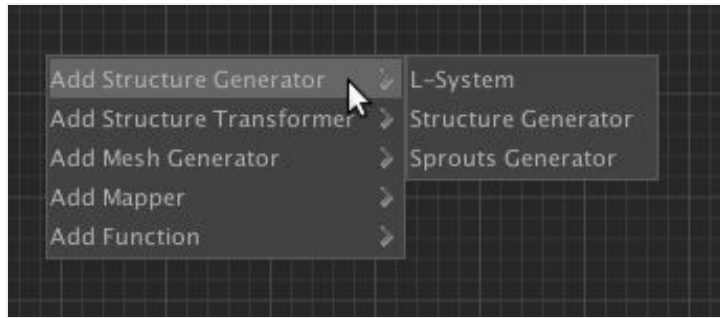 Add Structure Generator
Add Structure Transformer
Add Mesh Generator
Add Mapper
Add Function
L-System
Structure Generator
Sprouts Generator